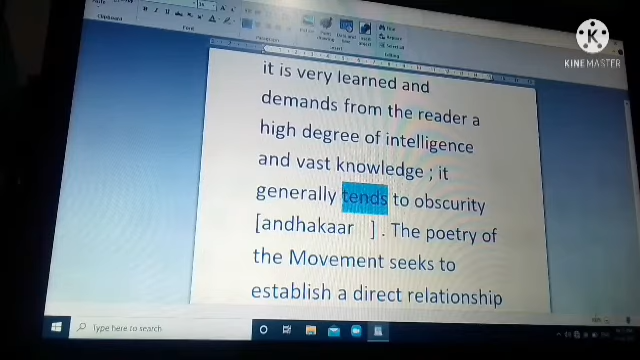 KINEMASTER
it is very learned and
demands from the reader a
high degree of intelligence
and vast knowledge ; it
generally tends to obscurity
[andhakaar ] . The poetry of
the Movement seeks to
establish a direct relationship
Type here to search